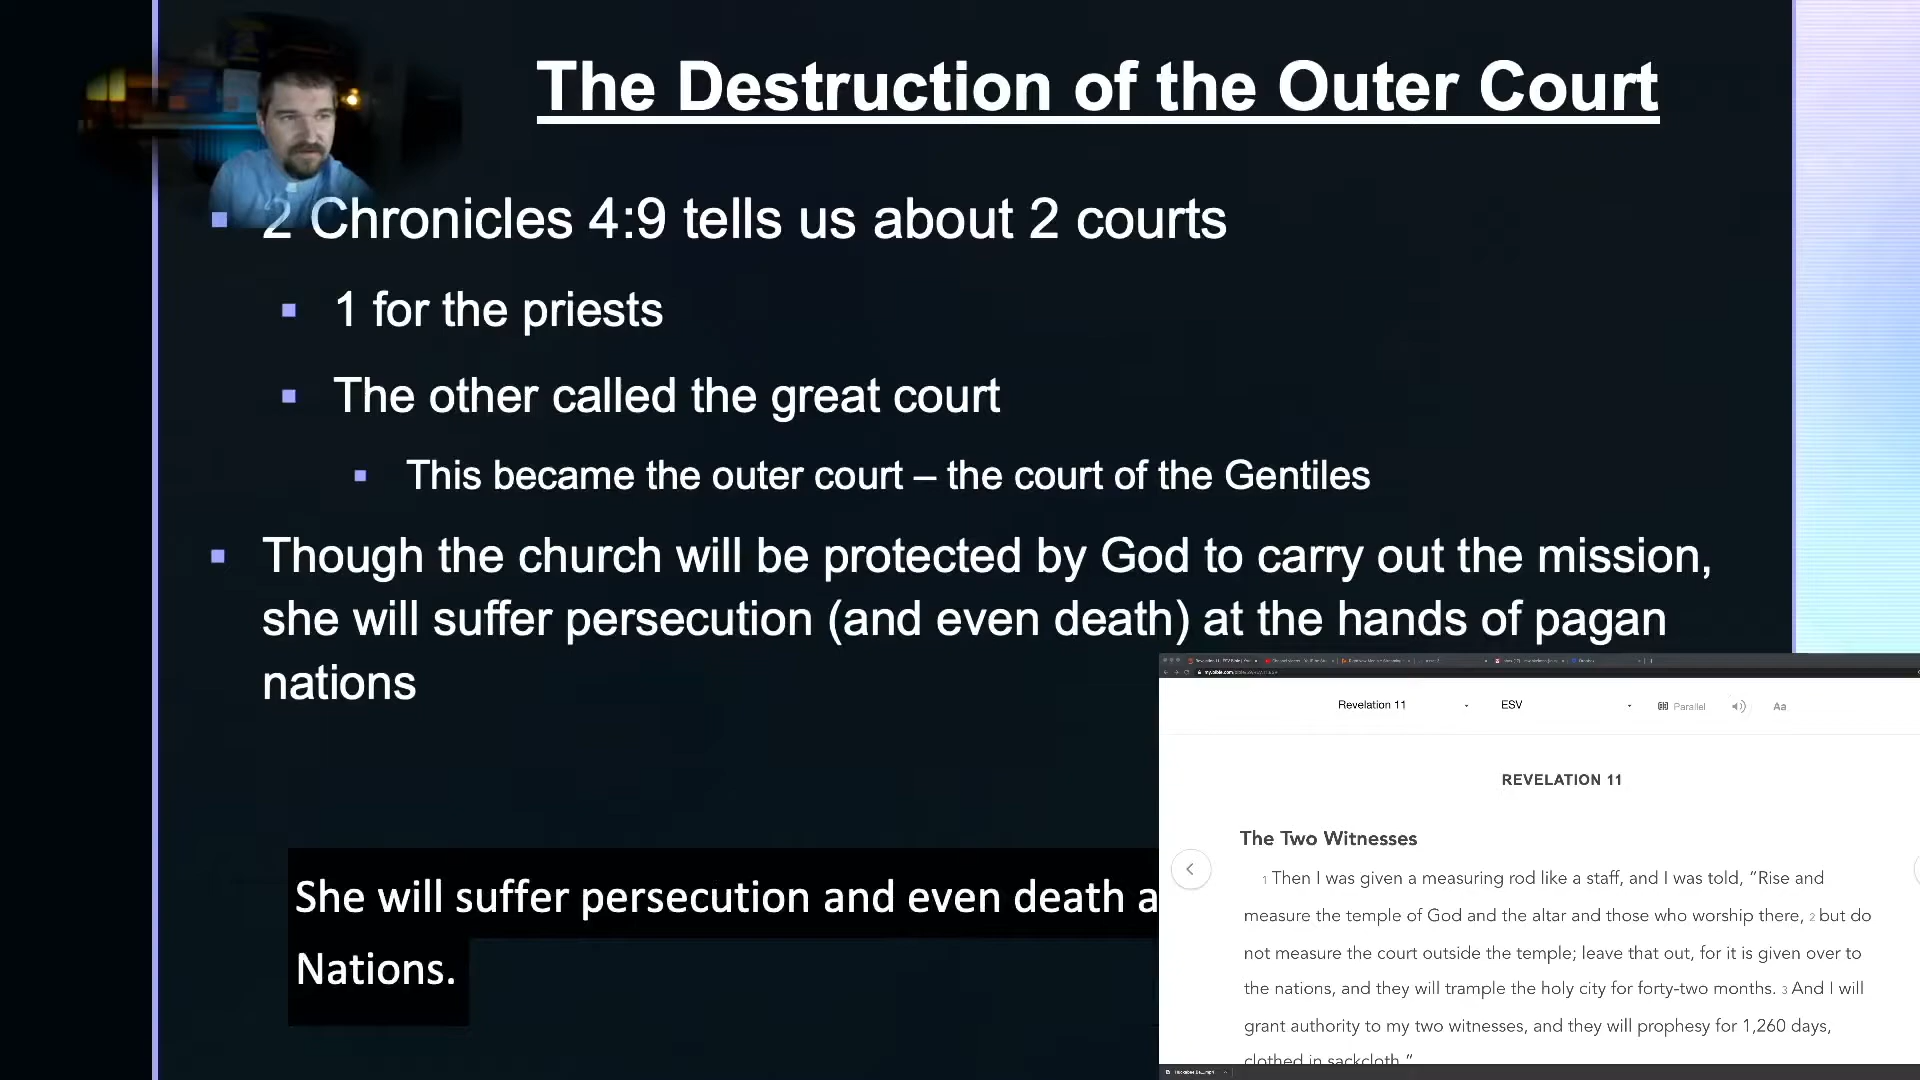 The Destruction of the Outer Court
2 Chronicles 4:9 tells us about 2 courts
1 for the priests
The other called the great court
This became the outer court – the court of the Gentiles
Though the church will be protected by God to carry out the mission,
she will suffer persecution (and even death) at the hands of pagan
nations
She will suffer persecution and even death a
Nations.
Revelation 11
ESV
Parallel
Aa
REVELATION 11
The Two Witnesses
1 Then I was given a measuring rod like a staff, and I was told, “Rise and
measure the temple of God and the altar and those who worship there, 2 but do
not measure the court outside the temple; leave that out, for it is given over to
the nations, and they will trample the holy city for forty-two months. 3 And I will
grant authority to my two witnesses, and they will prophesy for 1,260 days,
clothed in sackcloth.”